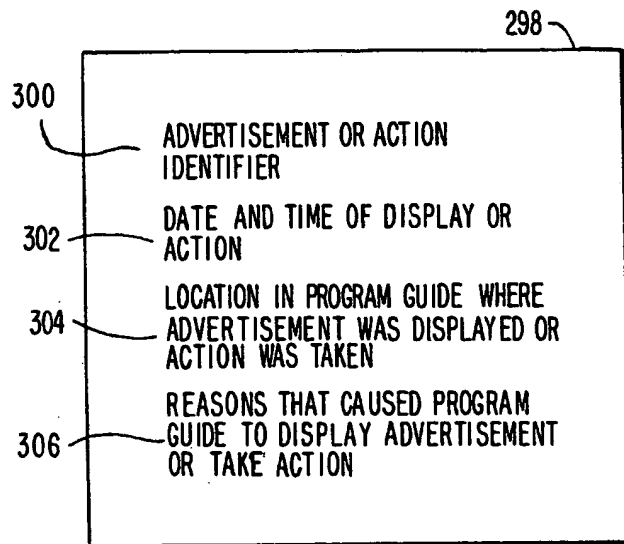 298
300
ADVERTISEMENT OR ACTION
IDENTIFIER
302
DATE AND TIME OF DISPLAY OR
ACTION
304
LOCATION IN PROGRAM GUIDE WHERE
ADVERTISEMENT WAS DISPLAYED OR
ACTION WAS TAKEN
306
REASONS THAT CAUSED PROGRAM
GUIDE TO DISPLAY ADVERTISEMENT
OR TAKE ACTION